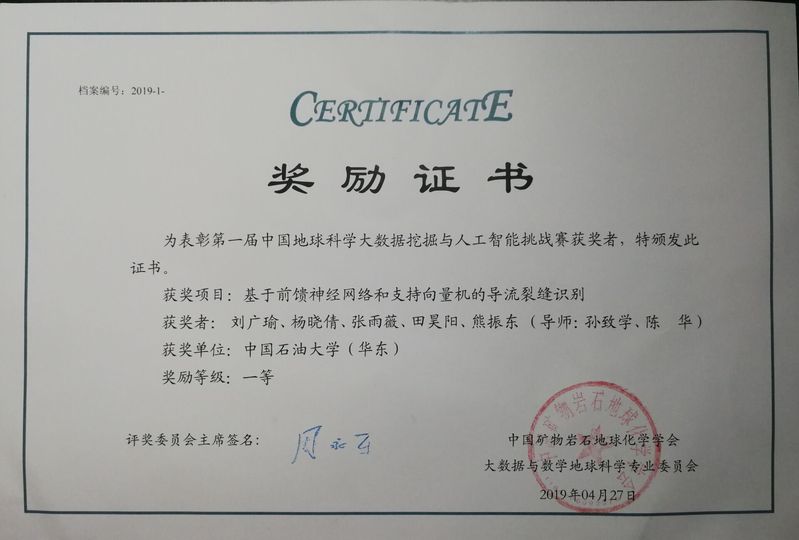 档案编号：2019-1-
CERTIFICATE
奖励证书
为表彰第一届中国地球科学大数据挖掘与人工智能挑战赛获奖者，特颁发此
证书。
获奖项目：基于前馈神经网络和支持向量机的导流裂缝识别
获奖者：刘广瑜、杨晓倩、张雨薇、田昊阳、熊振东（导师：孙致学、陈　华）
获奖单位：中国石油大学（华东）
奖励等级：一等
评奖委员会主席签名：
中国矿物岩石地球化学学会
大数据与数学地球科学专业委员会
2019年04月27日